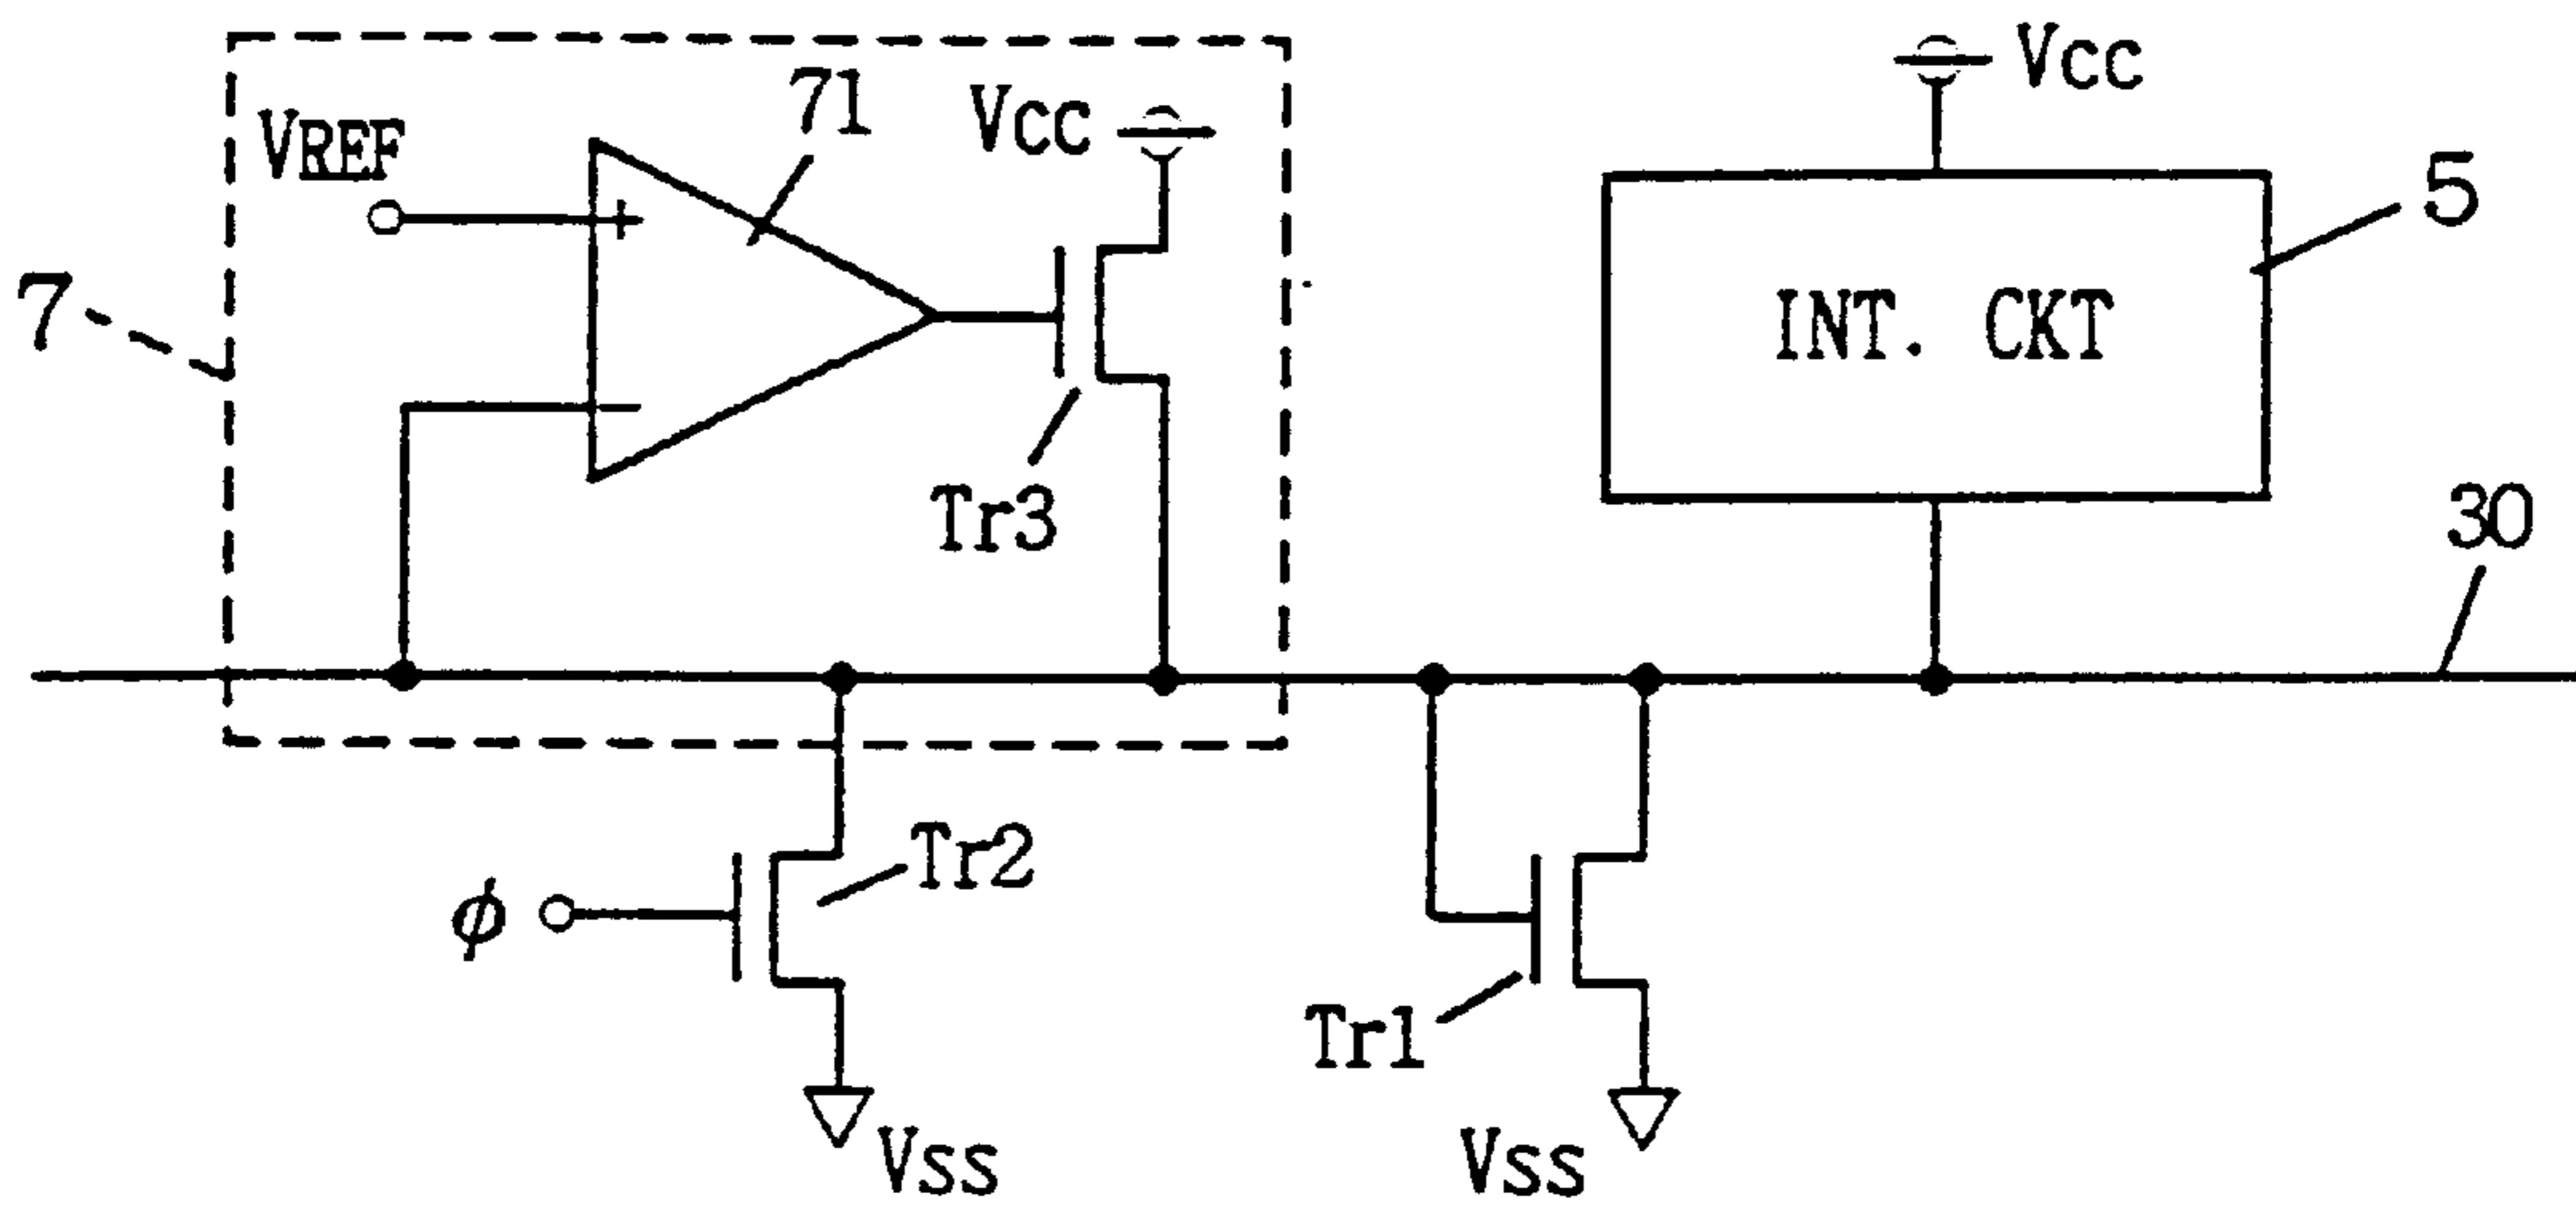 VCC
71
VCC
VREF
+
5
7
INT. CKT
−
Tr3
30
Tr2
ϕ
Tr1
VSS
VSS